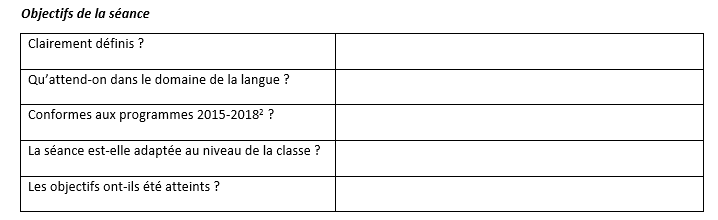 Objectifs de la séance
Clairement définis ?
Qu’attend-on dans le domaine de la langue ?
Conformes aux programmes 2015-2018² ?
La séance est-elle adaptée au niveau de la classe ?
Les objectifs ont-ils été atteints ?